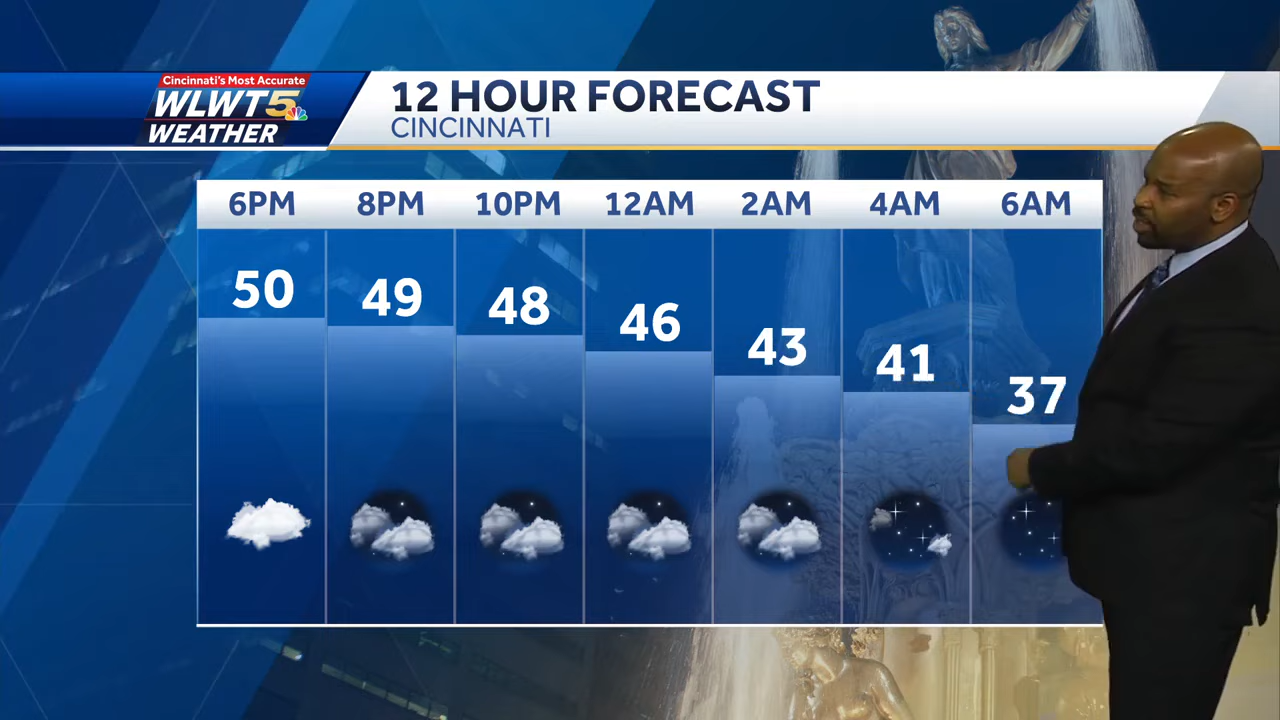 Cincinnati's Most Accurate
WLWT5
WEATHER
12 HOUR FORECAST
CINCINNATI
6PM 8PM 10PM 12AM 2AM 4AM 6AM
50 49 48 46 43 41 37